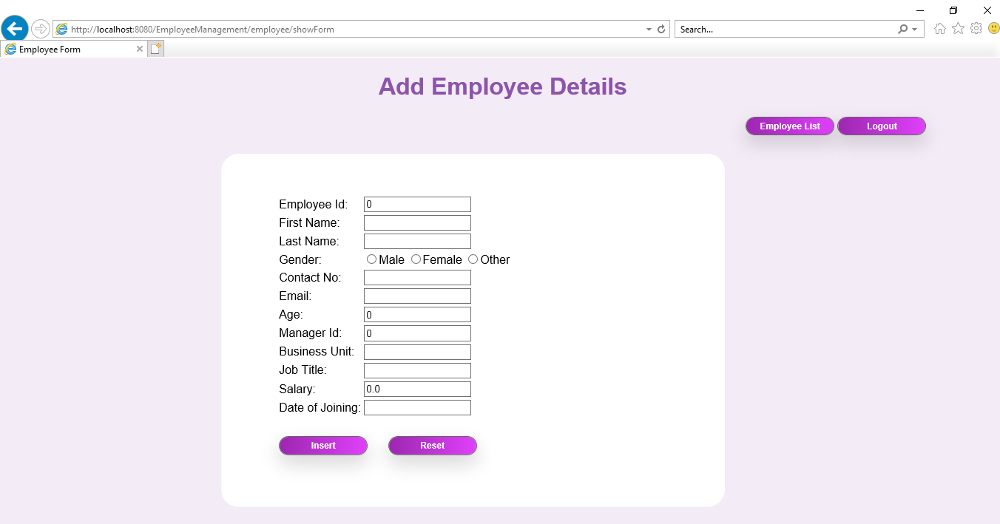 http://localhost:8080/EmployeeManagement/employee/showForm
Search...
Employee Form
Add Employee Details
Employee List Logout
Employee Id: 0
First Name:
Last Name:
Gender: Male Female Other
Contact No:
Email:
Age: 0
Manager Id: 0
Business Unit:
Job Title:
Salary: 0.0
Date of Joining:
Insert Reset